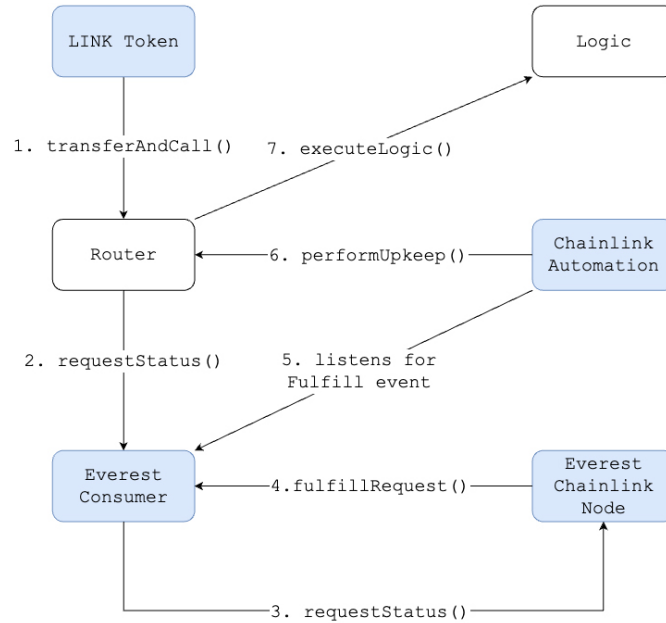 LINK Token
Logic
1. transferAndCall()
7. executeLogic()
Router
6. performUpkeep()
Chainlink
Automation
2. requestStatus()
5. listens for
Fulfill event
Everest
Consumer
4.fulfillRequest()
Everest
Chainlink
Node
3. requestStatus()